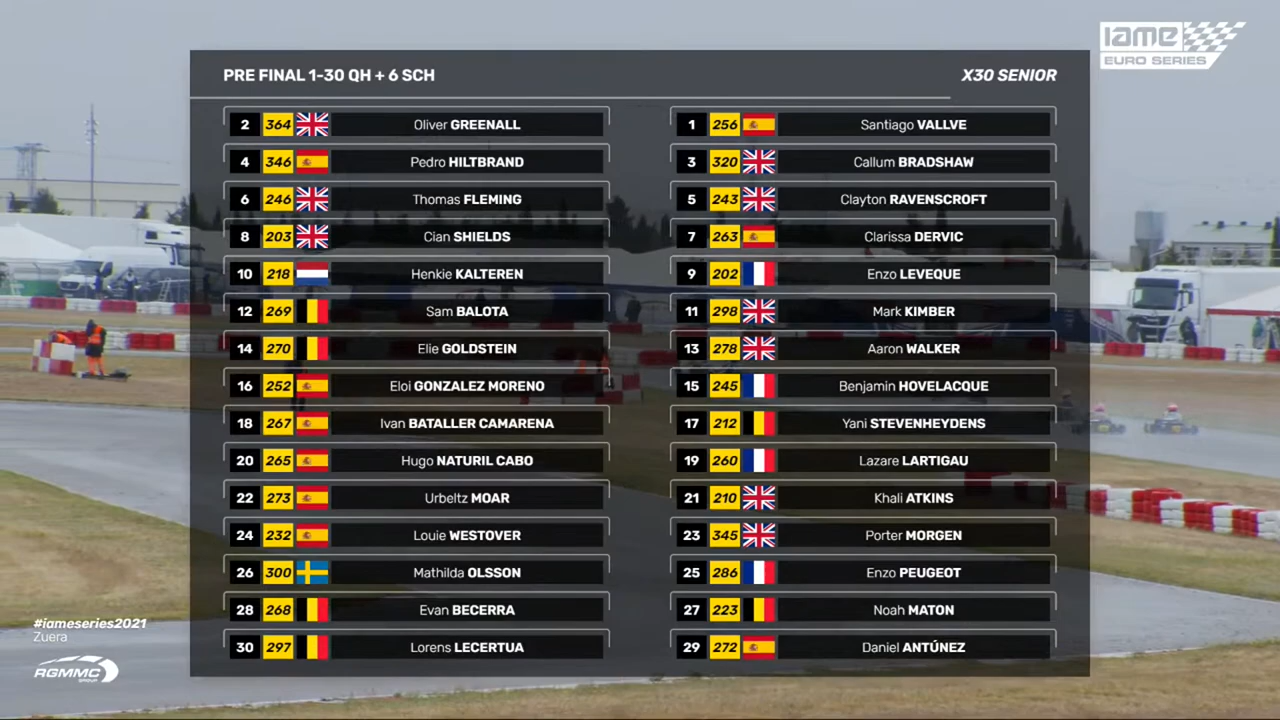 IAME
EURO SERIES
PRE FINAL 1-30 QH + 6 SCH X30 SENIOR
2 364 Oliver GREENALL 1 256 Santiago VALLVE
4 346 Pedro HILTBRAND 3 320 Callum BRADSHAW
6 246 Thomas FLEMING 5 243 Clayton RAVENSCROFT
8 203 Cian SHIELDS 7 263 Clarissa DERVIC
10 218 Henkie KALTEREN 9 202 Enzo LEVEQUE
12 269 Sam BALOTA 11 298 Mark KIMBER
14 270 Elie GOLDSTEIN 13 278 Aaron WALKER
16 252 Eloi GONZALEZ MORENO 15 245 Benjamin HOVELACQUE
18 267 Ivan BATALLER CAMARENA 17 212 Yani STEVENHEYDENS
20 265 Hugo NATURIL CABO 19 260 Lazare LARTIGAU
22 273 Urbeltz MOAR 21 210 Khali ATKINS
24 232 Louie WESTOVER 23 345 Porter MORGEN
26 300 Mathilda OLSSON 25 286 Enzo PEUGEOT
28 268 Evan BECERRA 27 223 Noah MATON
30 297 Lorens LECERTUA 29 272 Daniel ANTÚNEZ
#iameseries2021
Zuera
RGMMC
GROUP